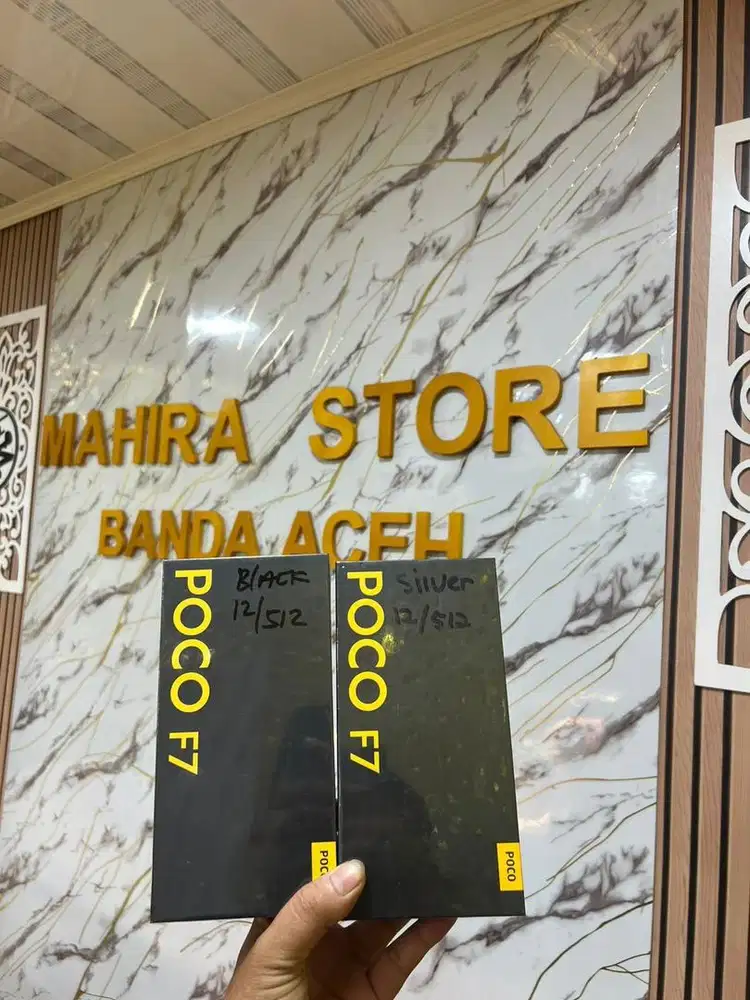 MAHIRA STORE
BANDA ACEH
POCO F7
BlACK
12/512
POCO
POCO F7
Silver
12/512
POCO